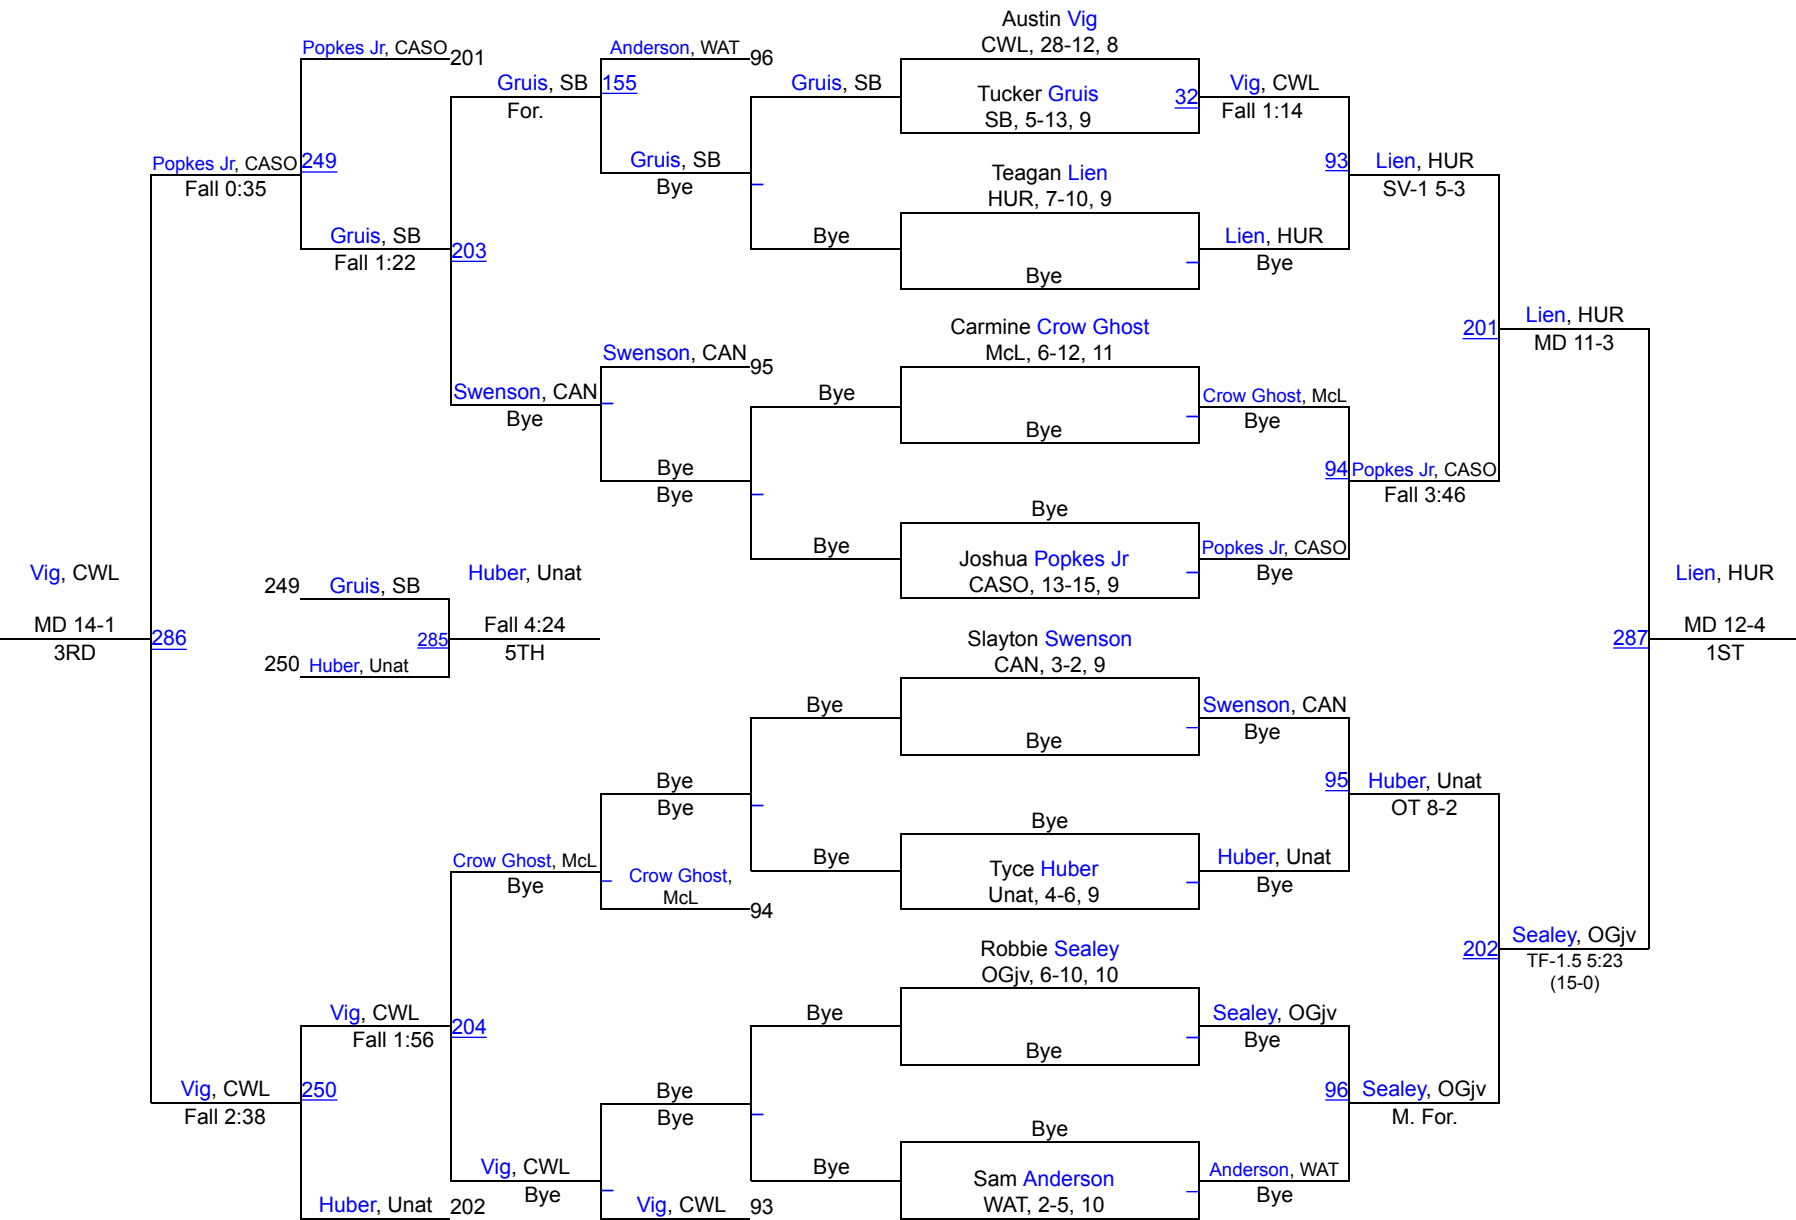 Austin Vig
CWL, 28-12, 8
Popkes Jr, CASO
201
Anderson, WAT
96
Gruis, SB
155
Gruis, SB
Tucker Gruis
32
Vig, CWL
For.
SB, 5-13, 9
Fall 1:14
Popkes Jr, CASO
249
Gruis, SB
Teagan Lien
93
Lien, HUR
Fall 0:35
Bye
HUR, 7-10, 9
SV-1 5-3
Gruis, SB
203
Bye
Lien, HUR
Fall 1:22
Bye
Bye
Carmine Crow Ghost
201
Lien, HUR
Swenson, CAN
95
McL, 6-12, 11
MD 11-3
Swenson, CAN
Bye
Crow Ghost, McL
Bye
Bye
Bye
Bye
94
Popkes Jr, CASO
Bye
Fall 3:46
Bye
Bye
Joshua Popkes Jr
Popkes Jr, CASO
CASO, 13-15, 9
Bye
Vig, CWL
249
Gruis, SB
Huber, Unat
Lien, HUR
MD 14-1
286
285
Fall 4:24
Slayton Swenson
287
MD 12-4
3RD
250
Huber, Unat
5TH
CAN, 3-2, 9
1ST
Bye
Swenson, CAN
Bye
Bye
Bye
95
Huber, Unat
Bye
OT 8-2
Bye
Crow Ghost, McL
Bye
Tyce Huber
Huber, Unat
Bye
Crow Ghost,
McL
94
Unat, 4-6, 9
Bye
Robbie Sealey
202
Sealey, OGjv
OGjv, 6-10, 10
TF-1.5 5:23
(15-0)
Vig, CWL
204
Bye
Sealey, OGjv
Fall 1:56
Bye
Bye
Vig, CWL
250
Bye
96
Sealey, OGjv
Fall 2:38
Bye
Bye
M. For.
Vig, CWL
Bye
Sam Anderson
Anderson, WAT
Bye
WAT, 2-5, 10
Bye
Huber, Unat
202
Vig, CWL
93